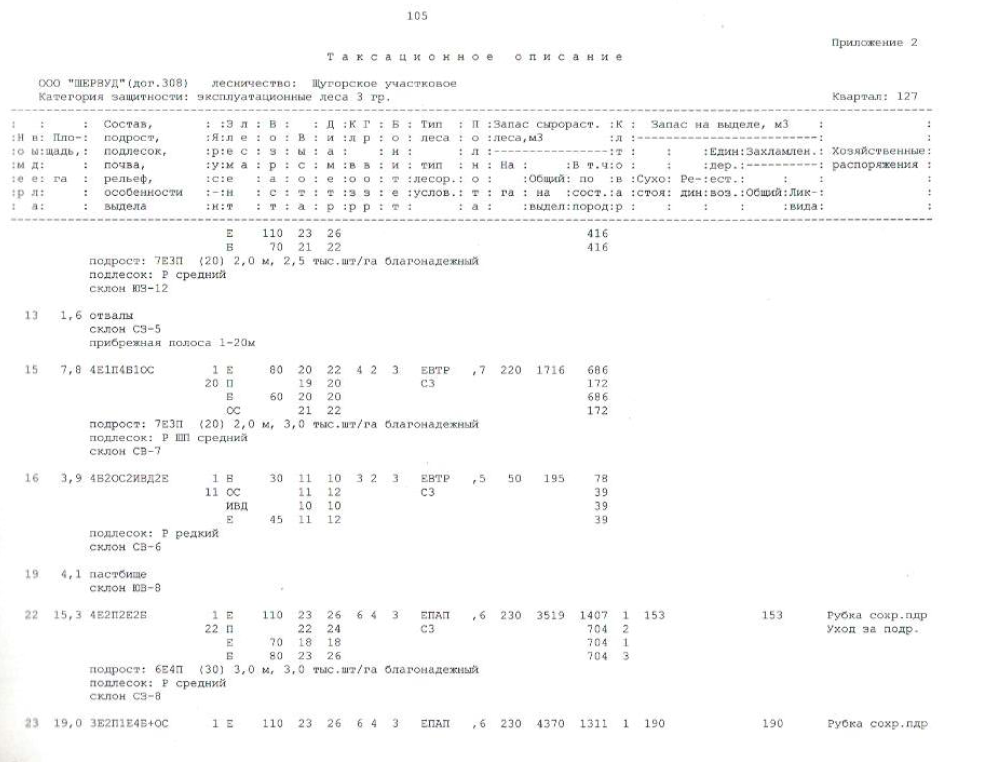 105
Приложение 2
Таксационное описание
ООО "ШЕРВУД"(дог.308) лесничество: Щугорское участковое
Категория защитности: эксплуатационные леса 3 гр. Квартал: 127
: : : Состав, : :Э л : В : : Д :К Г : Б : Тип : П :Запас сырораст. :К : Запас на выделе, м3 : :
:Н в: Пло-: подрост, : Я:л е : о : В : и :л р : о : леса : о :леса,м3 :л :-------------------------: :
:о ы:щадь,: подлесок, : р:е с : з : ы : а : : н : : л :---------------:т : : :Един:Захламлен.: Хозяйственные:
:м д: : почва, : у:м а : р : с : м :в в : и : тип : н : На : :В т.ч:о : : :дер.:----------: распоряжения :
:е е: га : рельеф, : с:е : а : о : е :о о : т :лесор.: о : :Общий: по :в :Сухо: Ре-:ест.: : : :
:р л: : особенности : -:н : с : т : т :з з : е :услов.: т : га : на :сост.:а :стоя: дин:воз.:Общий:Лик-: :
: а: : выдела : н:т : т : а : р :р р : т : : а : :выдел:пород:р : : : : :вида: :
Е 110 23 26 416
Б 70 21 22 416
подрост: 7Е3П (20) 2,0 м, 2,5 тыс.шт/га благонадежный
подлесок: Р средний
склон ЮЗ-12
13 1,6 отвалы
склон СЗ-5
прибрежная полоса 1-20м
15 7,8 4Е1П4Б1ОС 1 Е 80 20 22 4 2 3 ЕВТР ,7 220 1716 686
20 П 19 20 С3 172
Б 60 20 20 686
ОС 21 22 172
подрост: 7Е3П (20) 2,0 м, 3,0 тыс.шт/га благонадежный
подлесок: Р ШП средний
склон СВ-7
16 3,9 4Б2ОС2ИВД2Е 1 Б 30 11 10 3 2 3 ЕВТР ,5 50 195 78
11 ОС 11 12 С3 39
ИВД 10 10 39
Е 45 11 12 39
подлесок: Р редкий
склон СВ-6
19 4,1 пастбище
склон ЮВ-8
22 15,3 4Е2П2Е2Б 1 Е 110 23 26 6 4 3 ЕПАП ,6 230 3519 1407 1 153 153 Рубка сохр.пдр
22 П 22 24 С3 704 2 Уход за подр.
Е 70 18 18 704 1
Б 80 23 26 704 3
подрост: 6Е4П (30) 3,0 м, 3,0 тыс.шт/га благонадежный
подлесок: Р средний
склон СЗ-8
23 19,0 3Е2П1Е4Б+ОС 1 Е 110 23 26 6 4 3 ЕПАП ,6 230 4370 1311 1 190 190 Рубка сохр.пдр